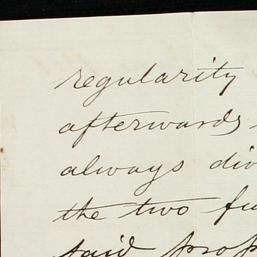 regularity
afterwards
always div
the two fu
said prop